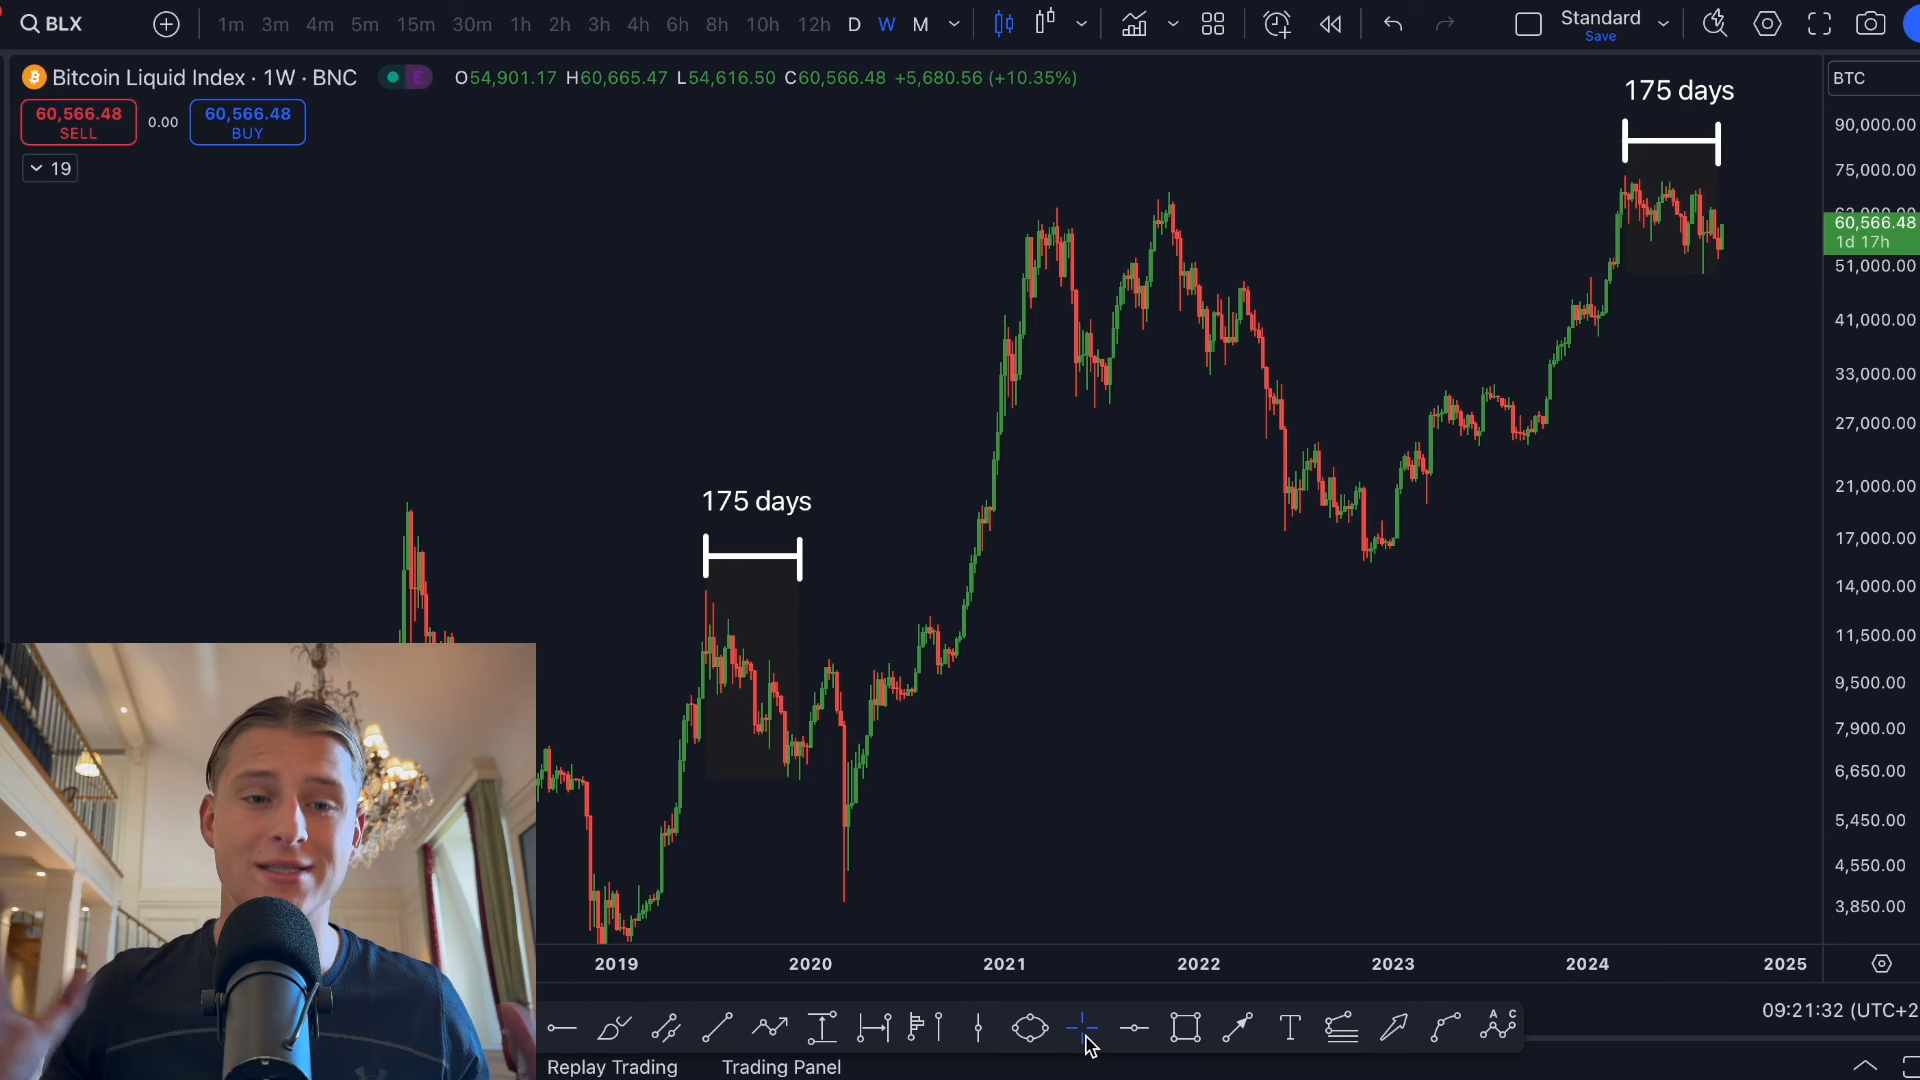 BLX
1m 3m 4m 5m 15m 30m 1h 2h 3h 4h 6h 8h 10h 12h D W M
Standard
Save
Bitcoin Liquid Index · 1W · BNC
E
O54,901.17 H60,665.47 L54,616.50 C60,566.48 +5,680.56 (+10.35%)
60,566.48
SELL
0.00
60,566.48
BUY
19
175 days
175 days
BTC
90,000.00
75,000.00
60,566.48
1d 17h
51,000.00
41,000.00
33,000.00
27,000.00
21,000.00
17,000.00
14,000.00
11,500.00
9,500.00
7,900.00
6,650.00
5,450.00
4,550.00
3,850.00
2019 2020 2021 2022 2023 2024 2025
09:21:32 (UTC+2
T
A C
Replay Trading
Trading Panel